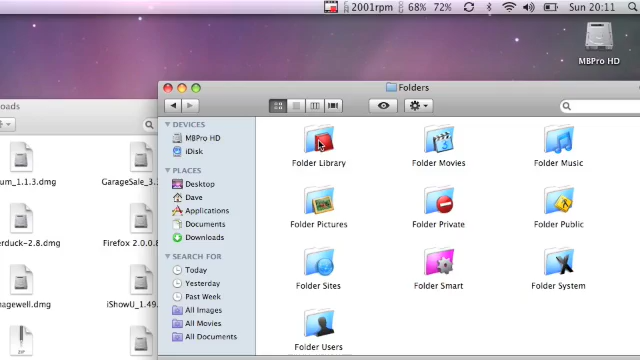 2001rpm 68% 72% Sun 20:11
MBPro HD
Folders
DEVICES
MBPro HD
iDisk
PLACES
Desktop
Dave
Applications
Documents
Downloads
SEARCH FOR
Today
Yesterday
Past Week
All Images
All Movies
All Documents
Folder Library
Folder Movies
Folder Music
Folder Pictures
Folder Private
Folder Public
Folder Sites
Folder Smart
Folder System
Folder Users
oads
um_1.1.3.dmg
GarageSale_3.
erduck-2.8.dmg
Firefox 2.0.0.
nagewell.dmg
iShowU_1.49.
ZIP